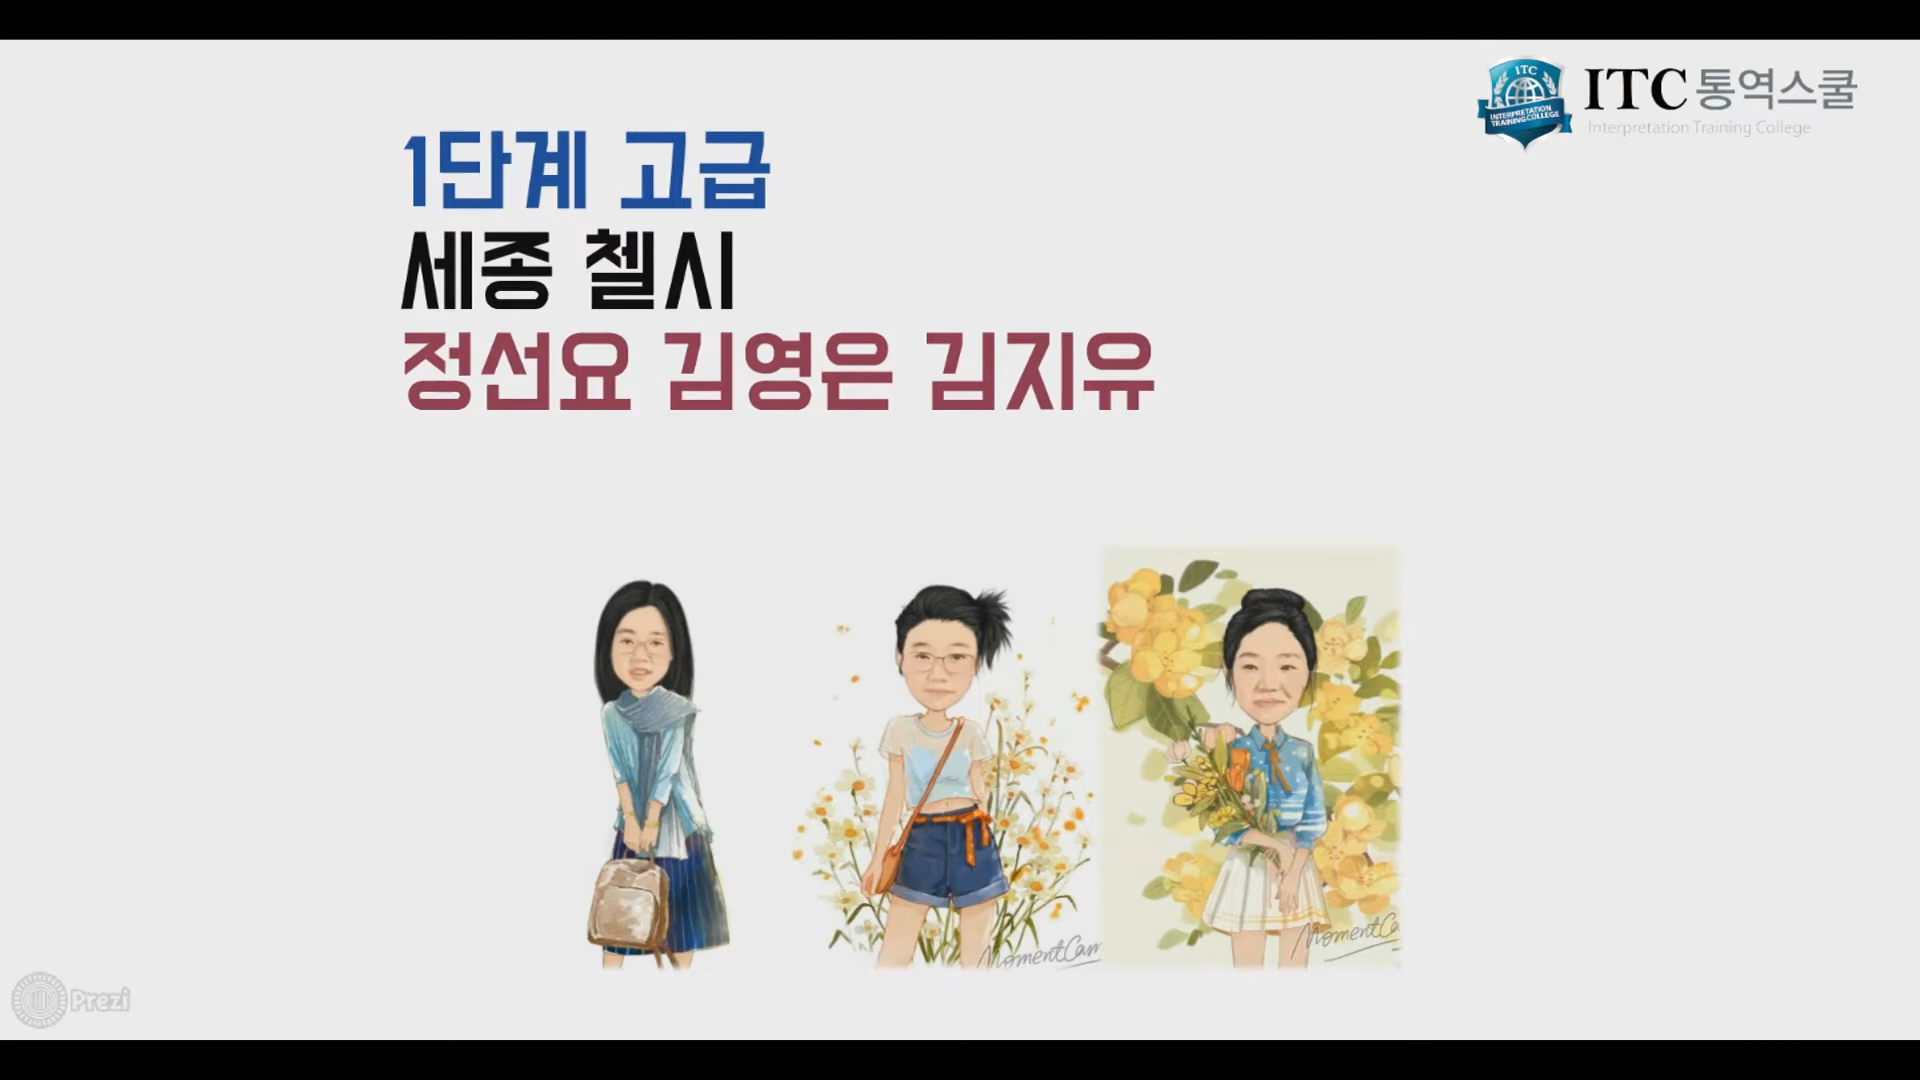 ITC
INTERPRETATION
TRAINING COLLEGE
ITC 통역스쿨
Interpretation Training College
1단계 고급
세종 첼시
정선요 김영은 김지유
MomentCam
MomentCa
Prezi